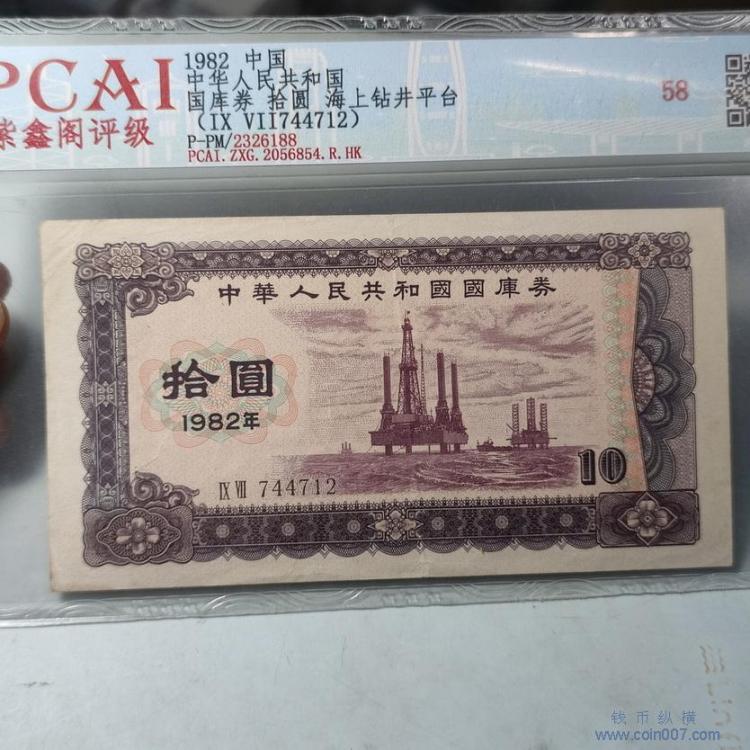 PCAI
紫鑫阁评级
1982 中国
中华人民共和国
国库券 拾圆 海上钻井平台
(IX VII744712)
P-PM/2326188
PCAI.ZXG.2056854.R.HK
58
中華人民共和國國庫券
拾圓
1982年
IX VII 744712
10
钱币纵横
www.coin007.com